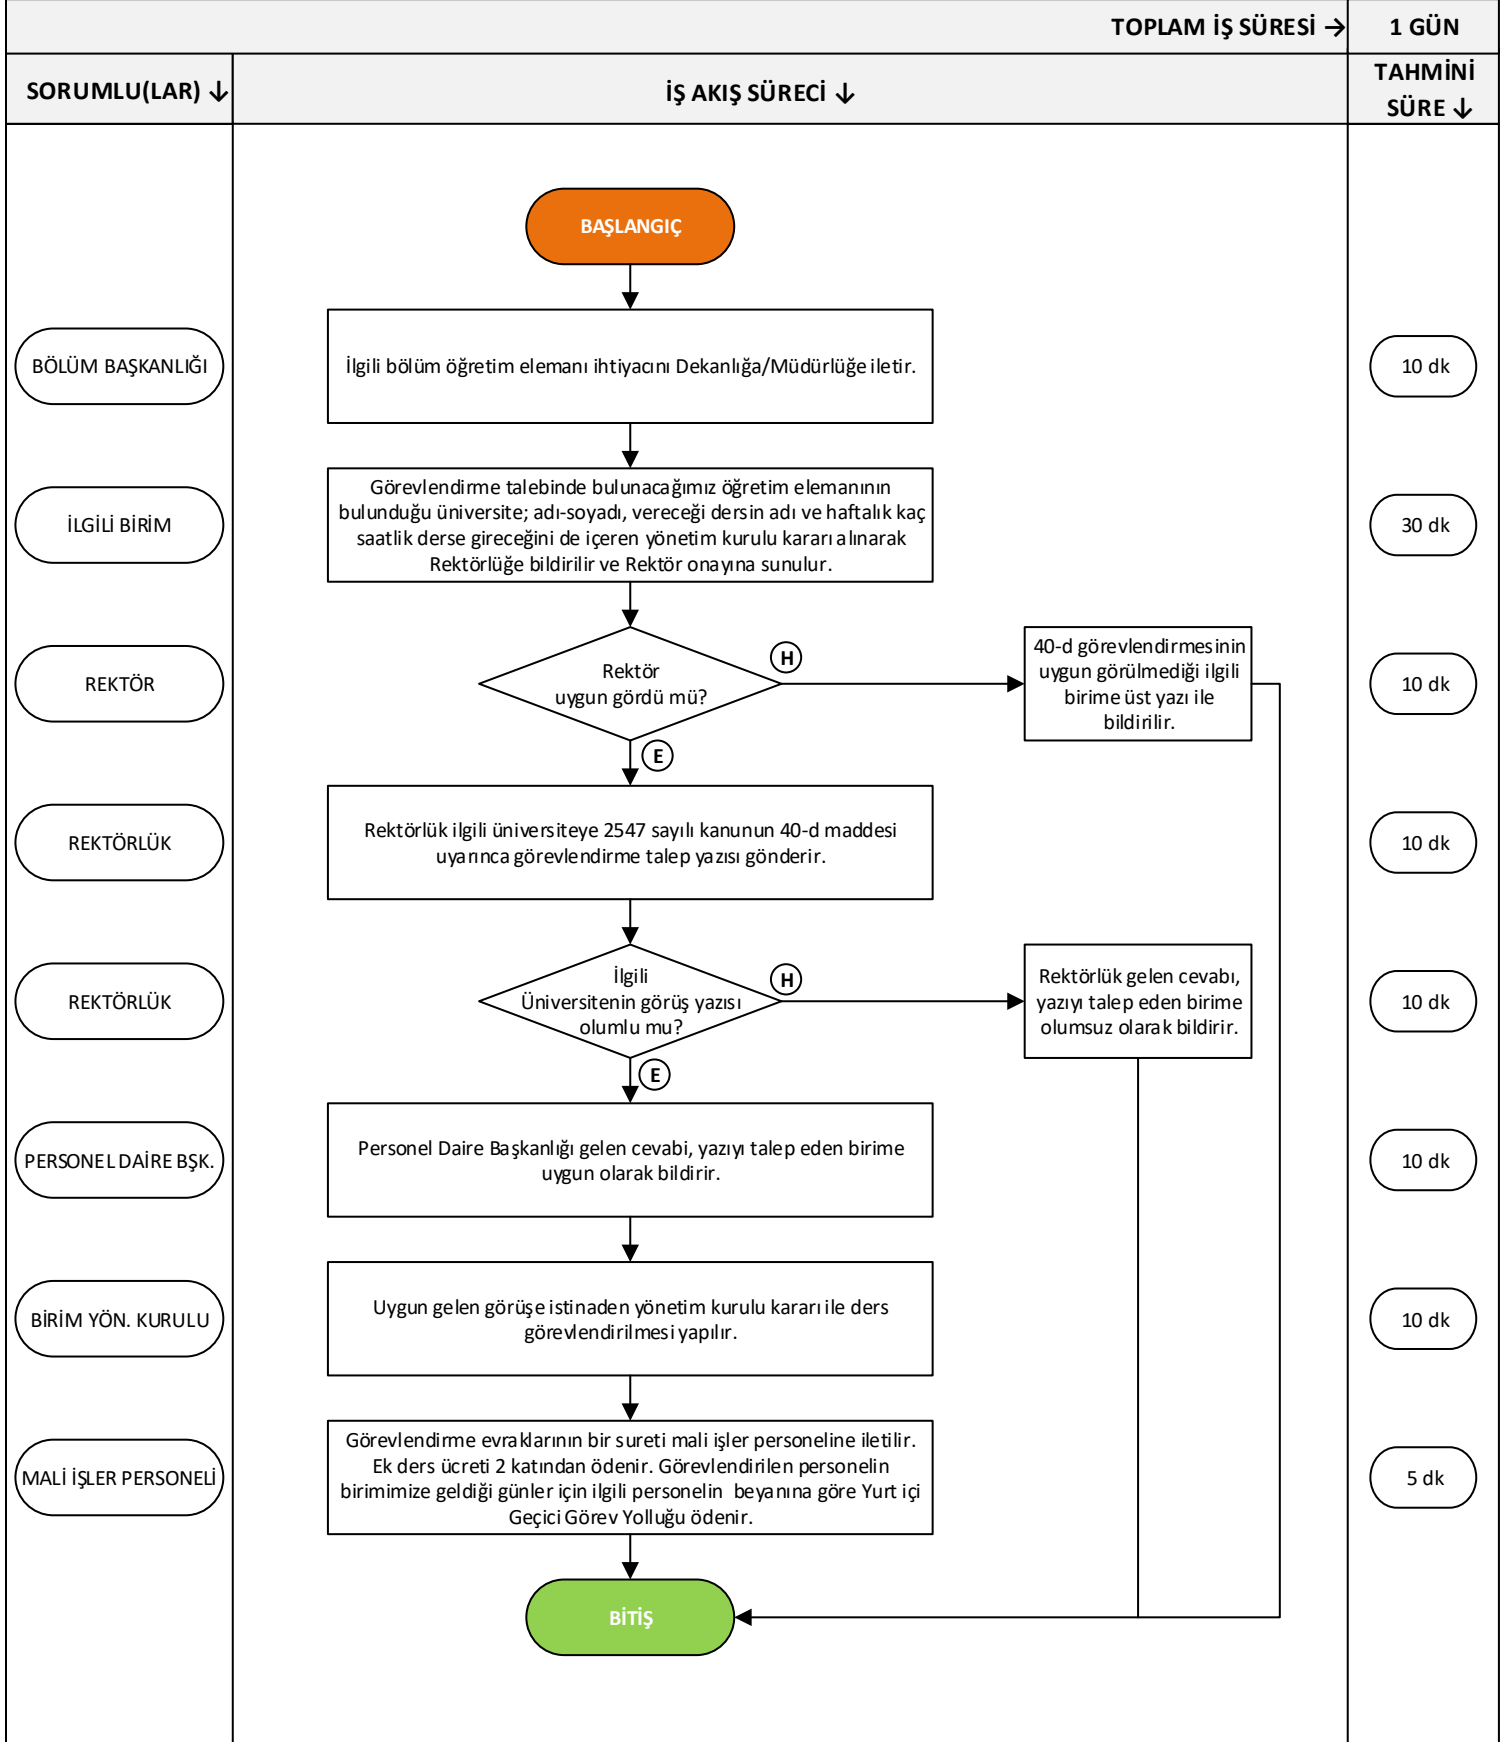 TOPLAM İŞ SÜRESİ →
1 GÜN
SORUMLU(LAR) ↓
İŞ AKIŞ SÜRECİ ↓
TAHMİNİ
SÜRE ↓
BAŞLANGIÇ
BÖLÜM BAŞKANLIĞI
İlgili bölüm öğretim elemanı ihtiyacını Dekanlığa/Müdürlüğe iletir.
10 dk
İLGİLİ BİRİM
Görevlendirme talebinde bulunacağımız öğretim elemanının
bulunduğu üniversite; adı-soyadı, vereceği dersin adı ve haftalık kaç
saatlik derse gireceğini de içeren yönetim kurulu kararı alınarak
Rektörlüğe bildirilir ve Rektör onayına sunulur.
30 dk
REKTÖR
Rektör
uygun gördü mü?
H
40-d görevlendirmesinin
uygun görülmediği ilgili
birime üst yazı ile
bildirilir.
10 dk
E
REKTÖRLÜK
Rektörlük ilgili üniversiteye 2547 sayılı kanunun 40-d maddesi
uyarınca görevlendirme talep yazısı gönderir.
10 dk
REKTÖRLÜK
İlgili
Üniversitenin görüş yazısı
olumlu mu?
H
Rektörlük gelen cevabı,
yazıyı talep eden birime
olumsuz olarak bildirir.
10 dk
E
PERSONEL DAİRE BŞK.
Personel Daire Başkanlığı gelen cevabi, yazıyı talep eden birime
uygun olarak bildirir.
10 dk
BİRİM YÖN. KURULU
Uygun gelen görüşe istinaden yönetim kurulu kararı ile ders
görevlendirilmesi yapılır.
10 dk
MALİ İŞLER PERSONELİ
Görevlendirme evraklarının bir sureti mali işler personeline iletilir.
Ek ders ücreti 2 katından ödenir. Görevlendirilen personelin
birimimize geldiği günler için ilgili personelin beyanına göre Yurt içi
Geçici Görev Yolluğu ödenir.
5 dk
BİTİŞ